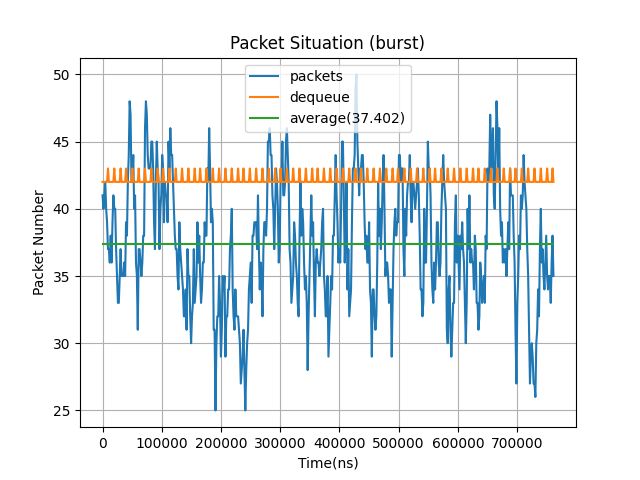 Packet Situation (burst)
packets
dequeue
average(37.402)
50
45
40
35
30
25
Packet Number
0 100000 200000 300000 400000 500000 600000 700000
Time(ns)